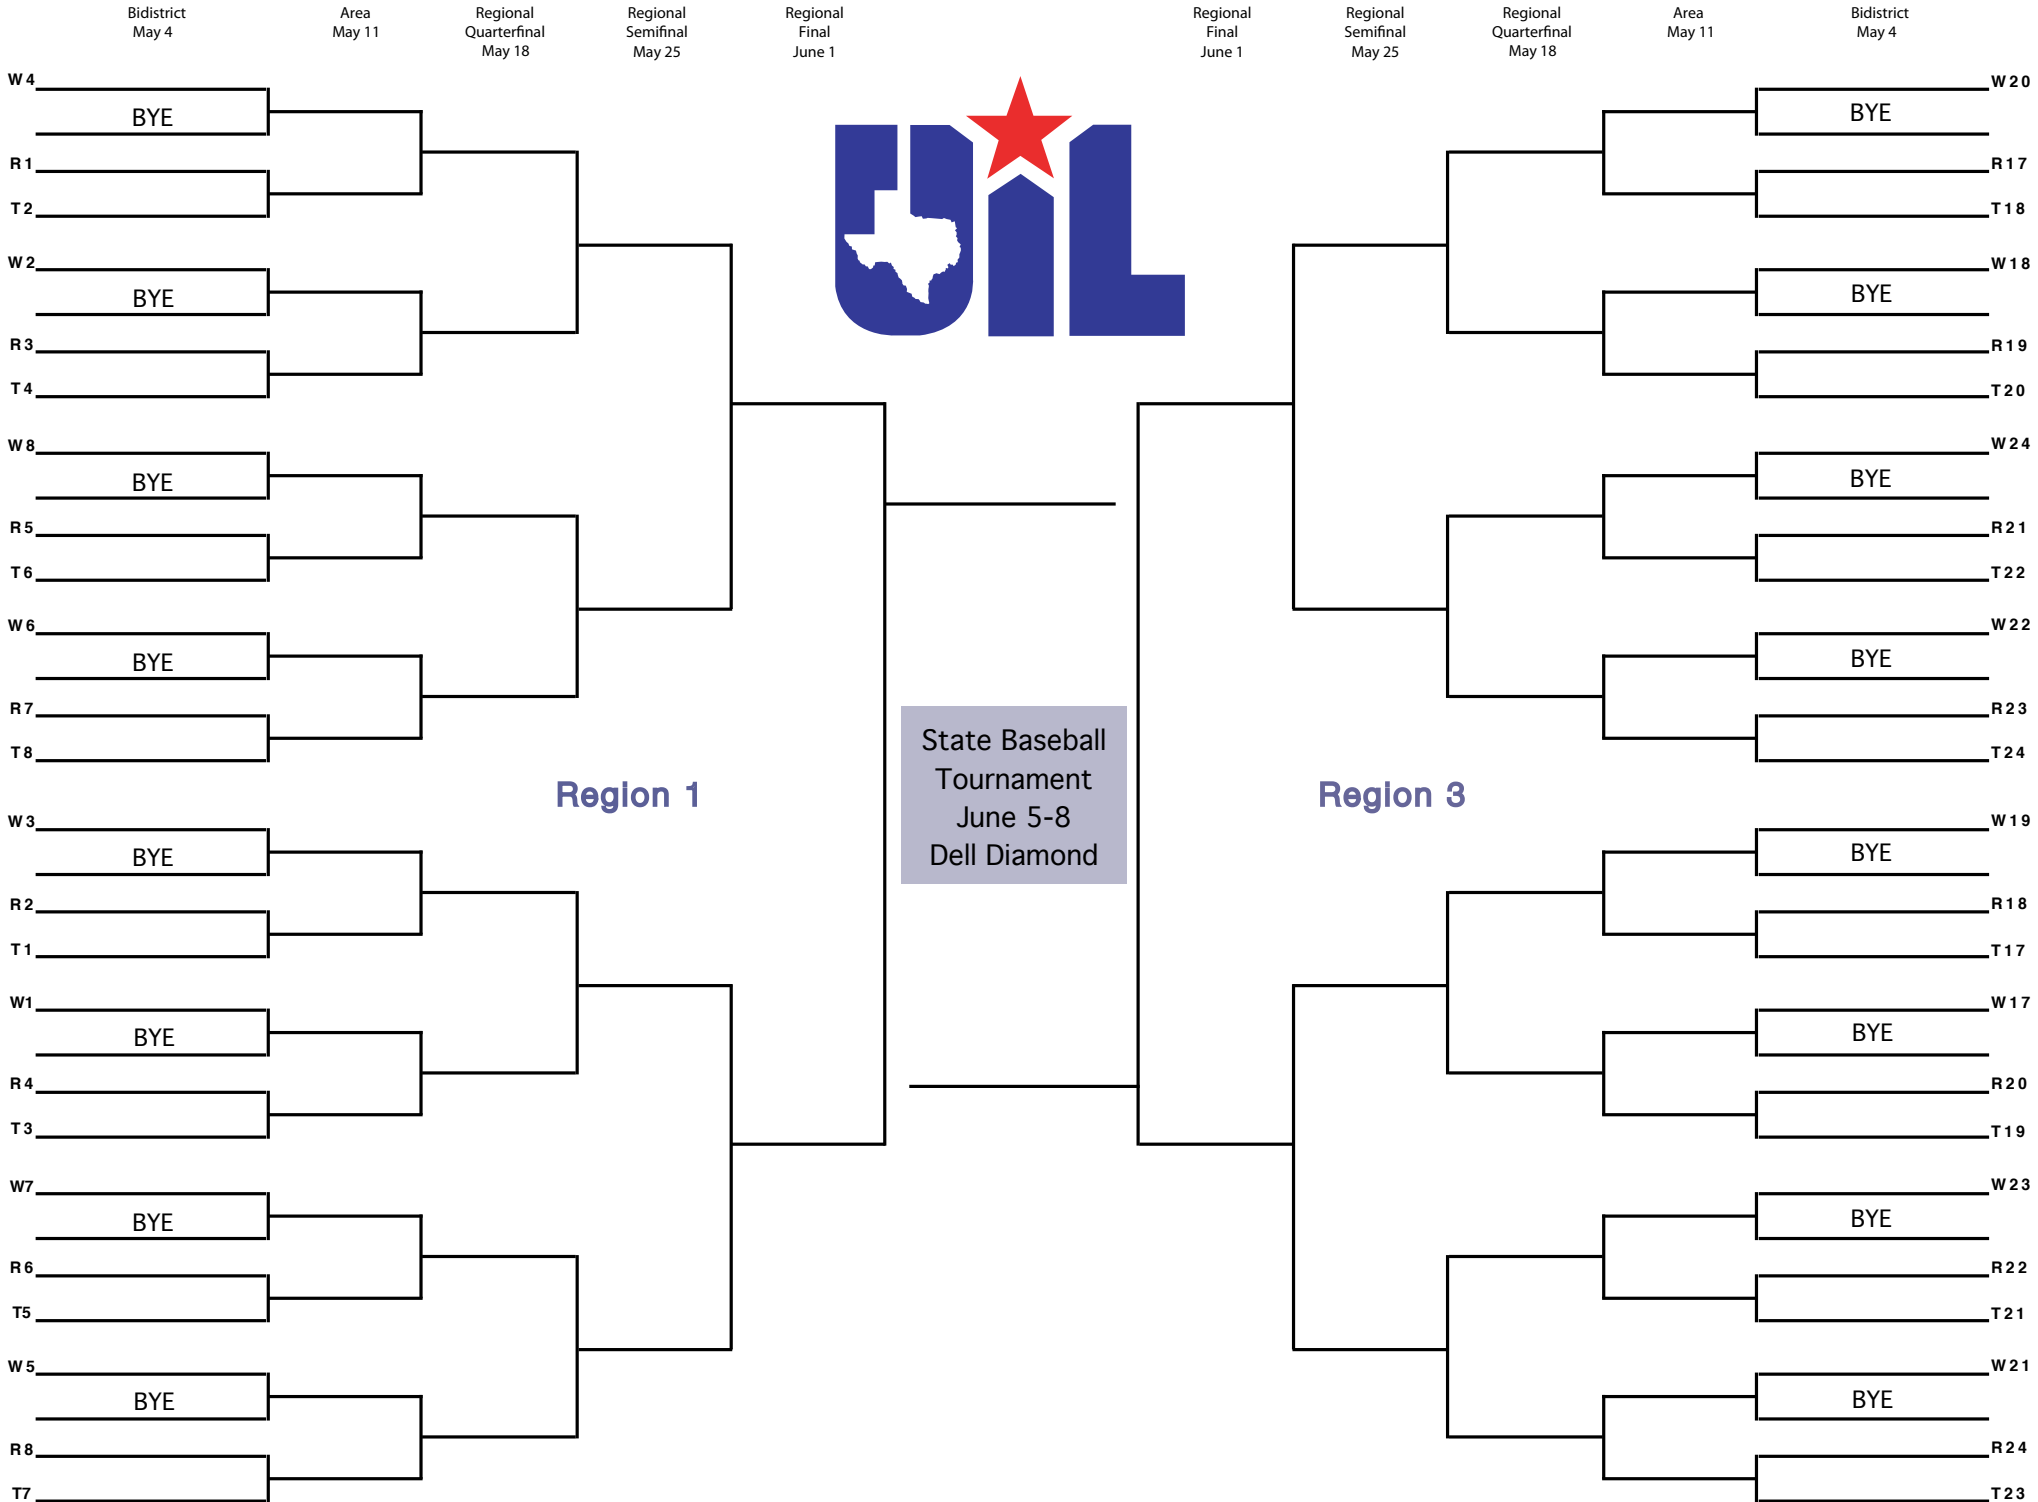 Bidistrict
May 4
Area
May 11
Regional
Quarterfinal
May 18
Regional
Semifinal
May 25
Regional
Final
June 1
Regional
Final
June 1
Regional
Semifinal
May 25
Regional
Quarterfinal
May 18
Area
May 11
Bidistrict
May 4
UIL
W4
BYE
R1
T2
W2
BYE
R3
T4
W8
BYE
R5
T6
W6
BYE
R7
T8
Region 1
W3
BYE
R2
T1
W1
BYE
R4
T3
W7
BYE
R6
T5
W5
BYE
R8
T7
State Baseball
Tournament
June 5-8
Dell Diamond
W20
BYE
R17
T18
W18
BYE
R19
T20
W24
BYE
R21
T22
W22
BYE
R23
T24
Region 3
W19
BYE
R18
T17
W17
BYE
R20
T19
W23
BYE
R22
T21
W21
BYE
R24
T23